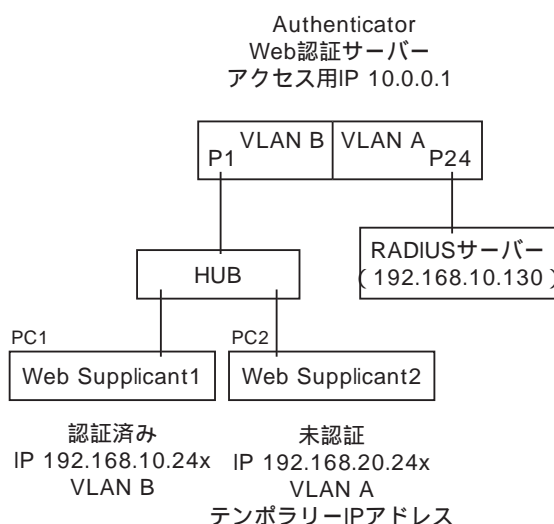 Authenticator
Web認証サーバー
アクセス用IP 10.0.0.1
VLAN B
VLAN A
P1
P24
HUB
RADIUSサーバー
（192.168.10.130）
PC1
PC2
Web Supplicant1
Web Supplicant2
認証済み
IP 192.168.10.24x
VLAN B
未認証
IP 192.168.20.24x
VLAN A
テンポラリーIPアドレス